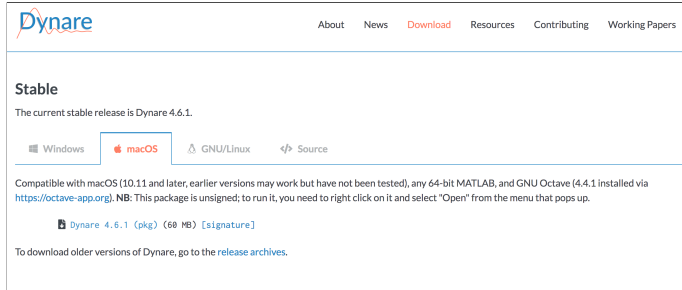 Dynare
About News Download Resources Contributing Working Papers
Stable
The current stable release is Dynare 4.6.1.
Windows macOS GNU/Linux </> Source
Compatible with macOS (10.11 and later, earlier versions may work but have not been tested), any 64-bit MATLAB, and GNU Octave (4.4.1 installed via
https://octave-app.org). NB: This package is unsigned; to run it, you need to right click on it and select "Open" from the menu that pops up.
Dynare 4.6.1 (pkg) (60 MB) [signature]
To download older versions of Dynare, go to the release archives.